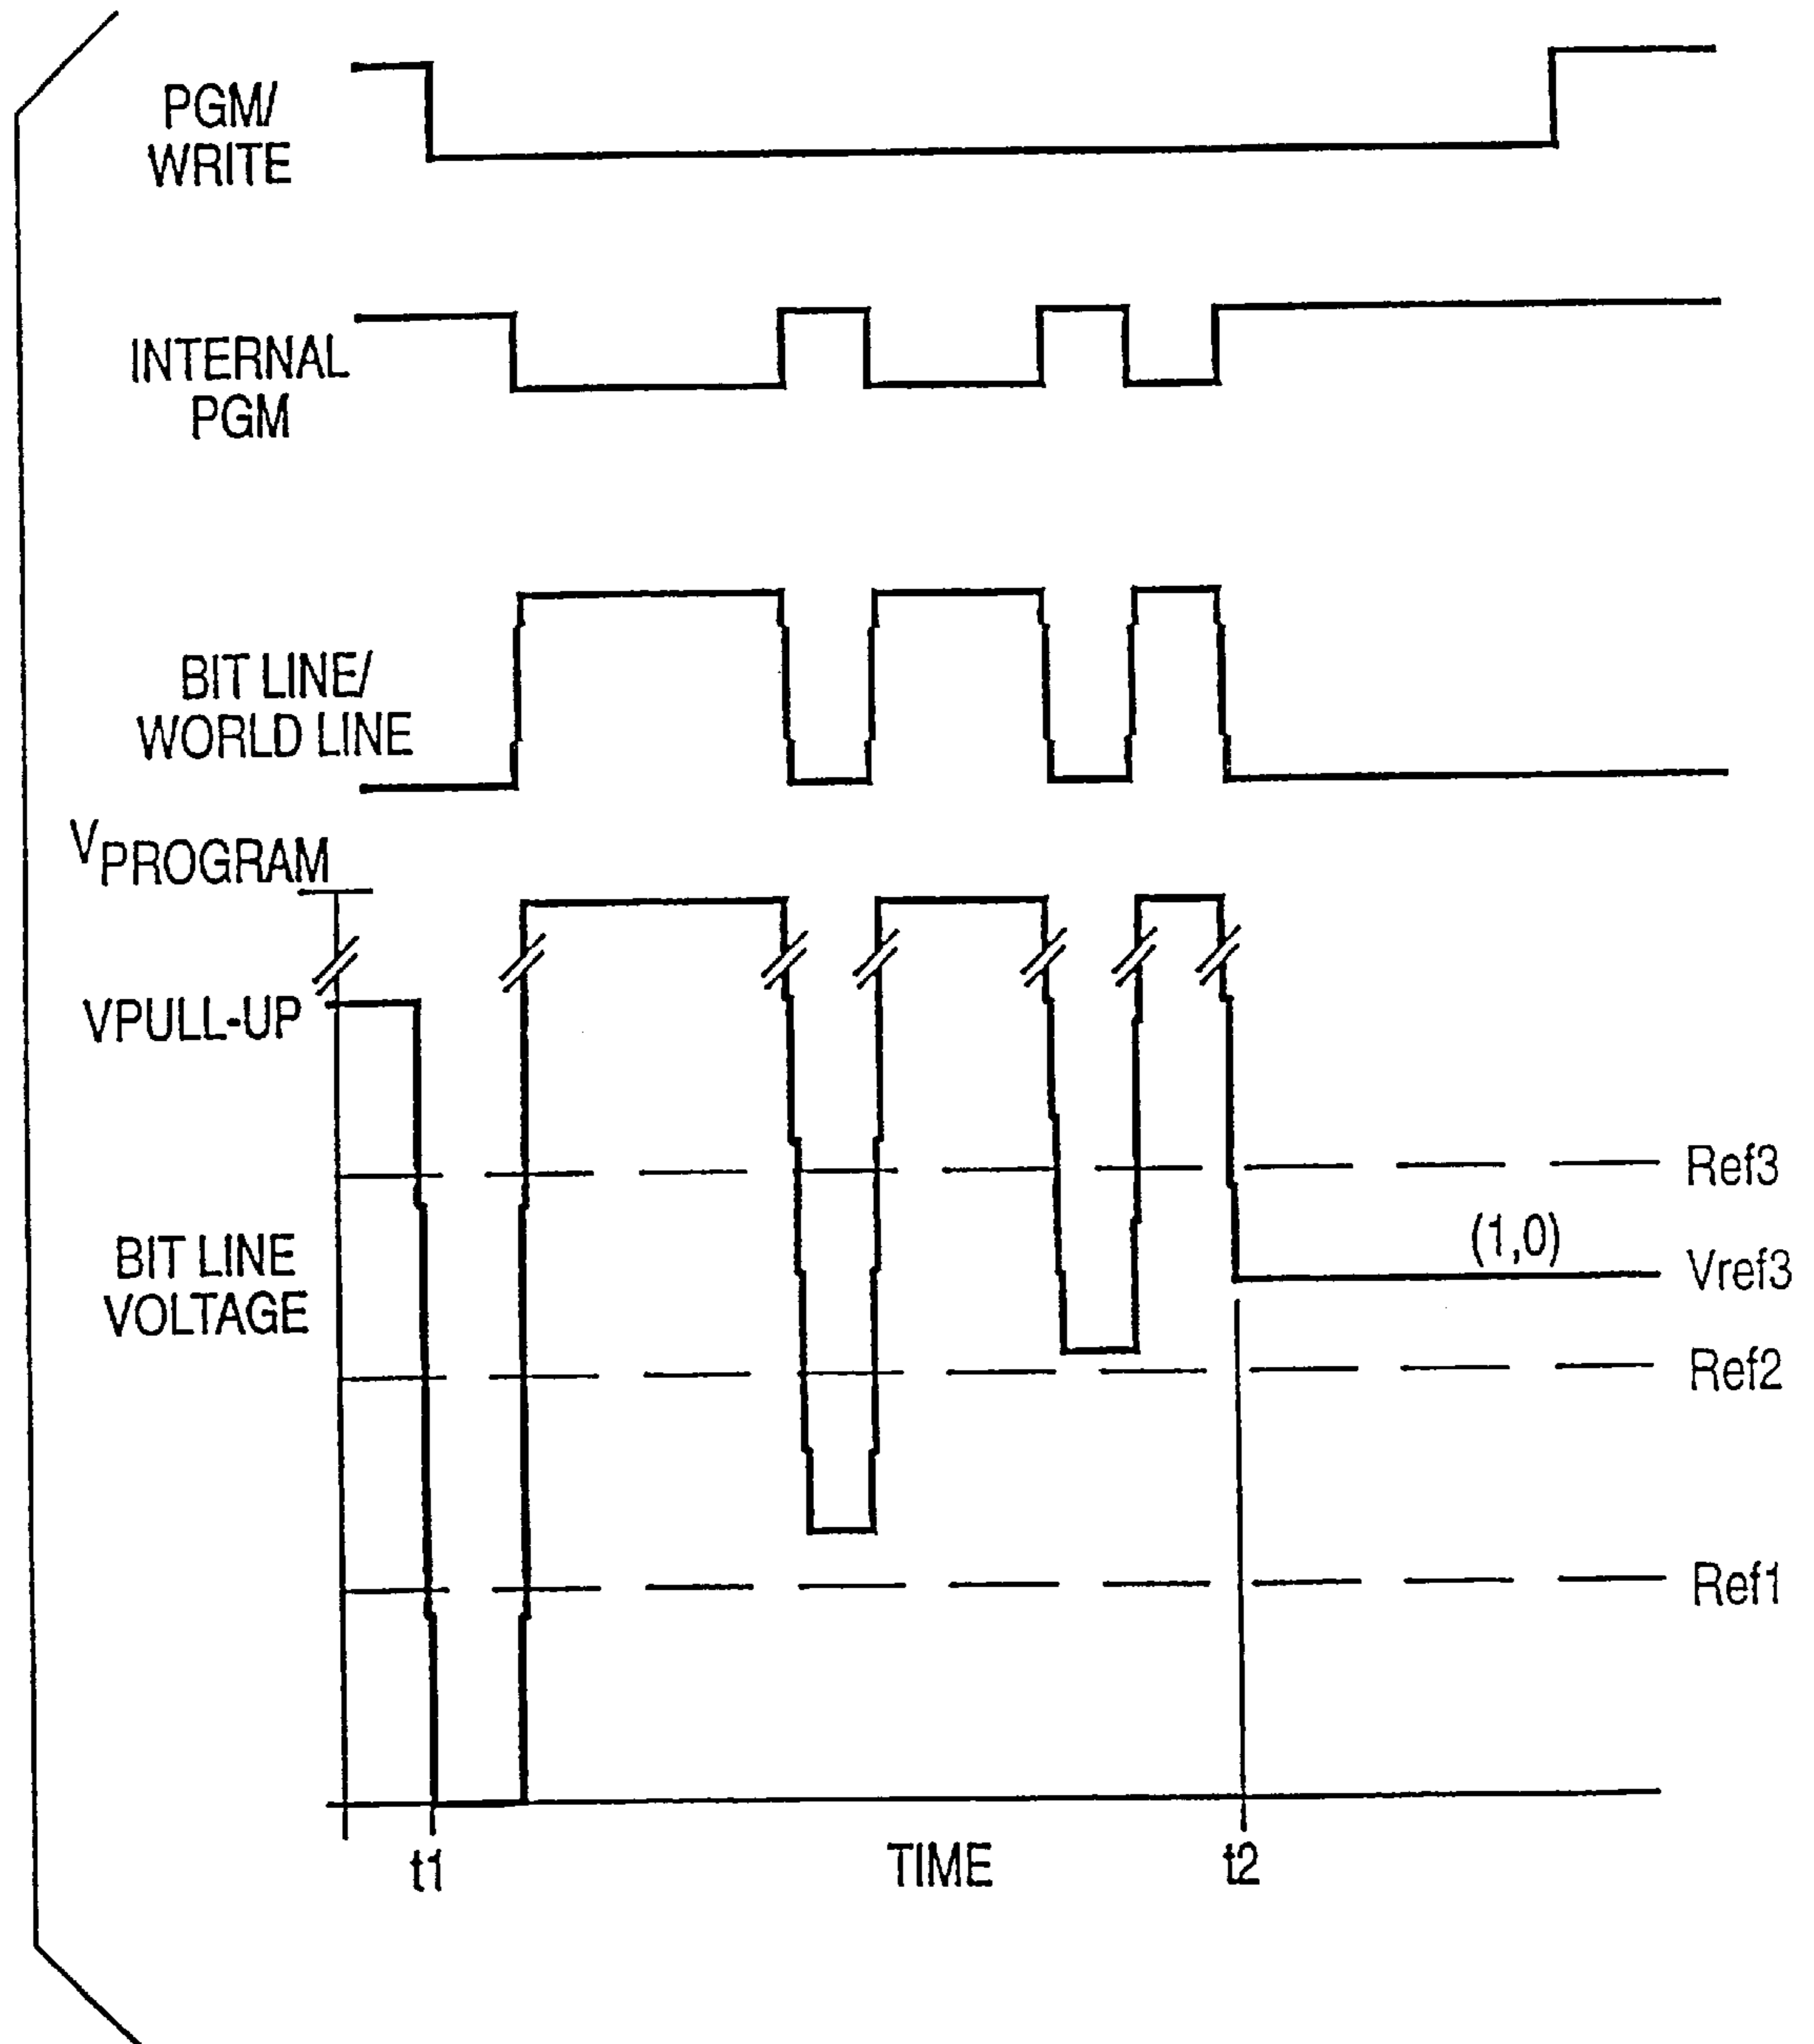 PGM/
WRITE
INTERNAL
PGM
BIT LINE/
WORLD LINE
VPROGRAM
VPULL-UP
Ref3
(1,0)
BIT LINE
VOLTAGE
Vref3
Ref2
Ref1
t1
TIME
t2